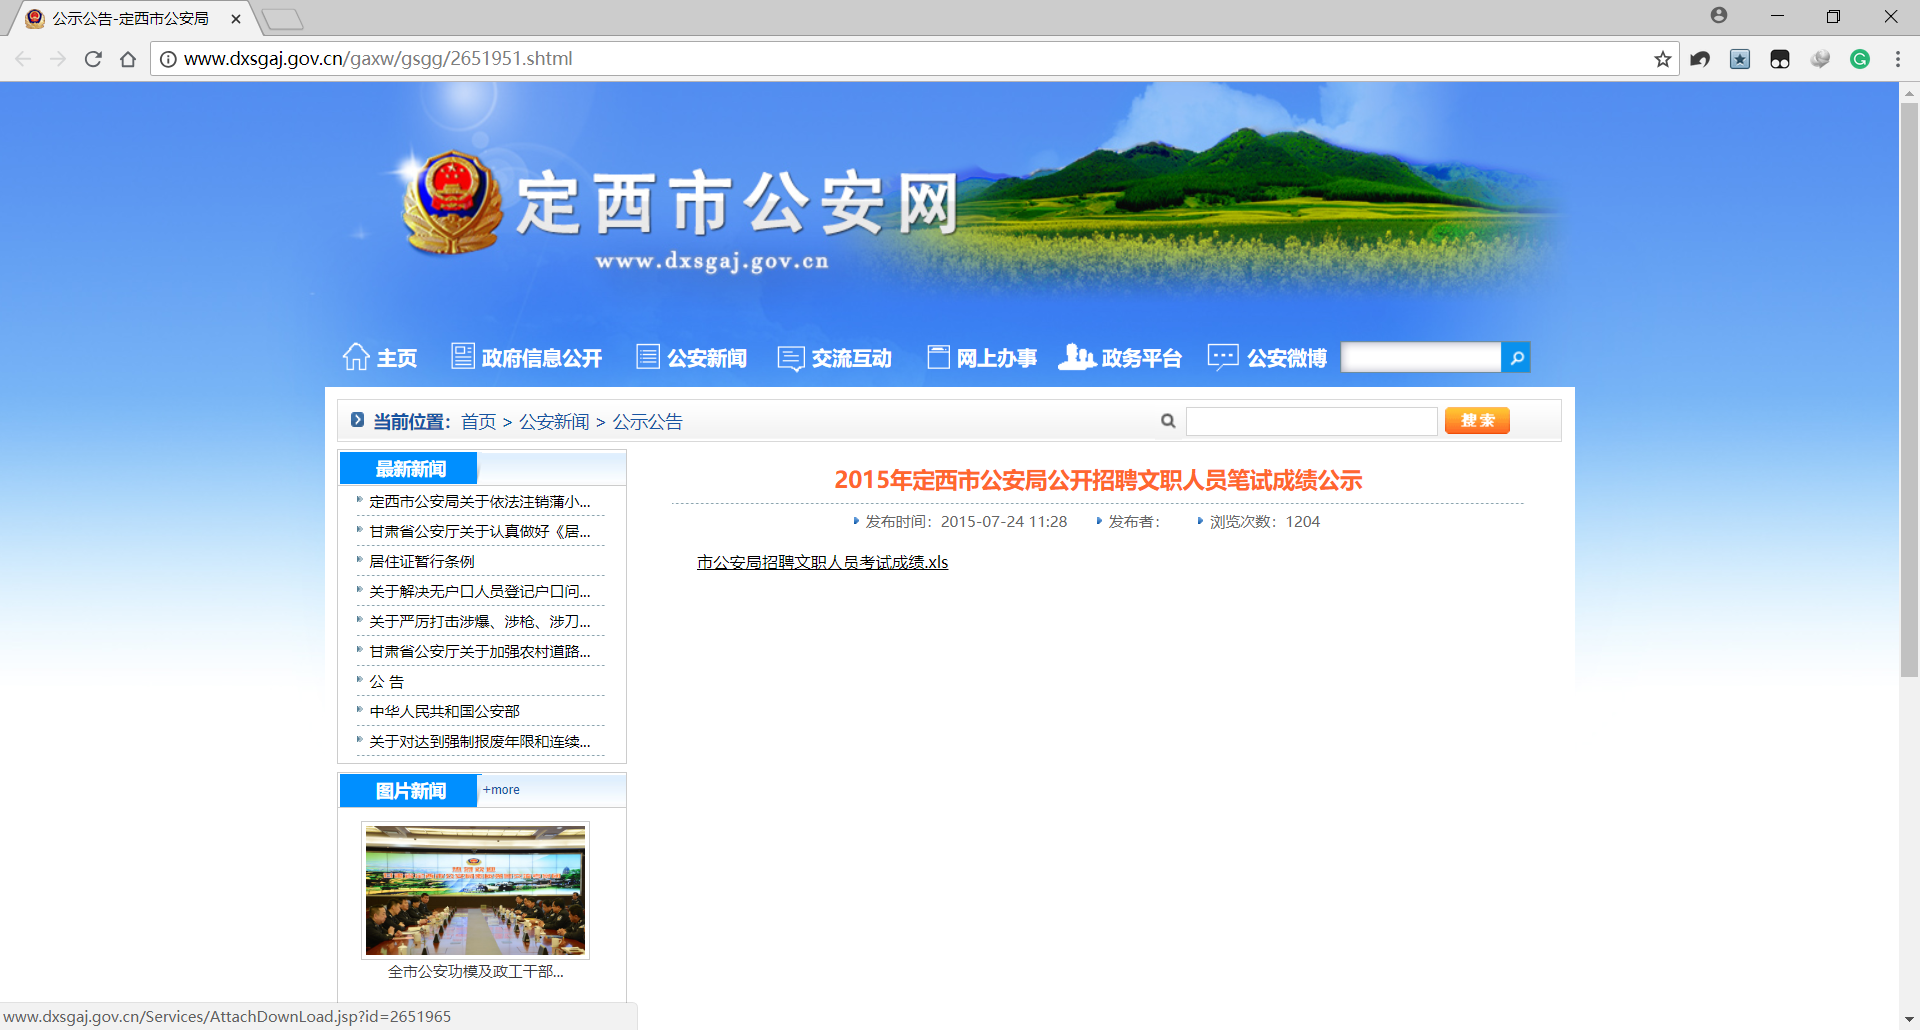 公示公告-定西市公安局
www.dxsgaj.gov.cn/gaxw/gsgg/2651951.shtml
定西市公安网
www.dxsgaj.gov.cn
主页 政府信息公开 公安新闻 交流互动 网上办事 政务平台 公安微博
当前位置：首页 > 公安新闻 > 公示公告
搜索
最新新闻
定西市公安局关于依法注销蒲小...
甘肃省公安厅关于认真做好《居...
居住证暂行条例
关于解决无户口人员登记户口问...
关于严厉打击涉爆、涉枪、涉刀...
甘肃省公安厅关于加强农村道路...
公 告
中华人民共和国公安部
关于对达到强制报废年限和连续...
2015年定西市公安局公开招聘文职人员笔试成绩公示
发布时间：2015-07-24 11:28 发布者： 浏览次数：1204
市公安局招聘文职人员考试成绩.xls
图片新闻 +more
全市公安功模及政工干部...
www.dxsgaj.gov.cn/Services/AttachDownLoad.jsp?id=2651965